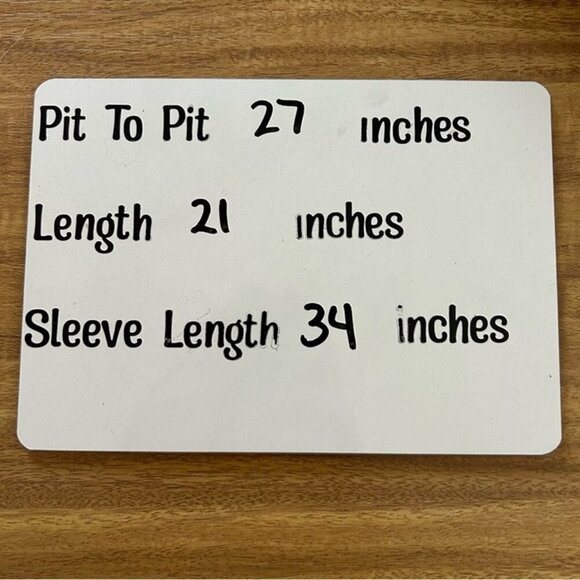 Pit To Pit 27 inches
Length 21 inches
Sleeve Length 34 inches